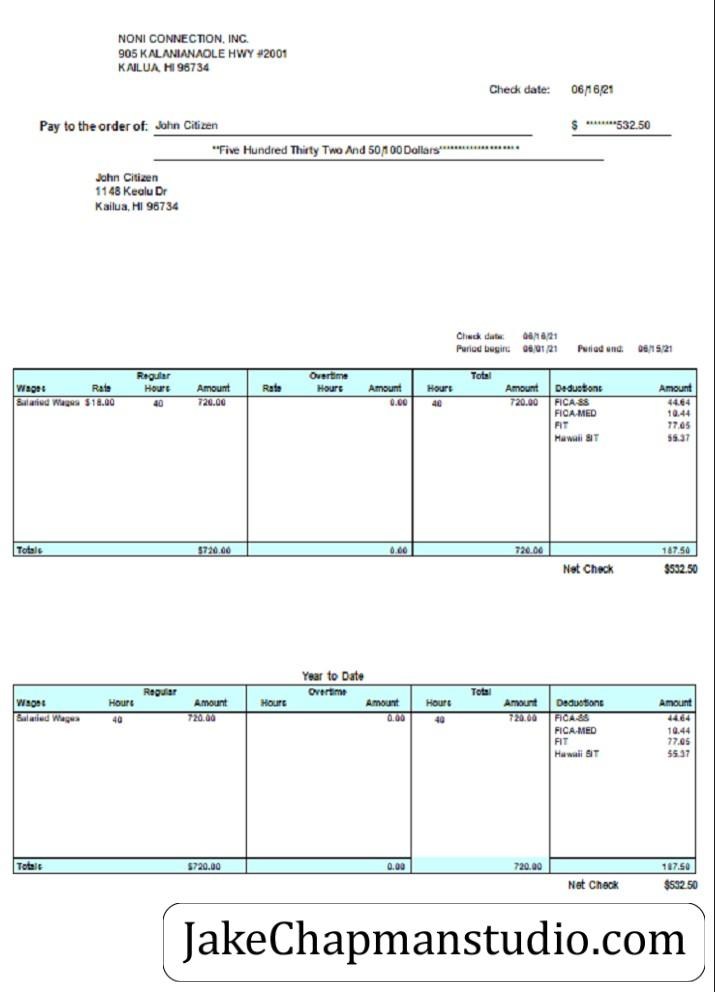 NONI CONNECTION, INC.
905 KALANIANAOLE HWY #2001
KAILUA, HI 96734
Check date: 06/16/21
Pay to the order of: John Citizen $ ********532.50
**Five Hundred Thirty Two And 50/100 Dollars********************
John Citizen
1148 Keolu Dr
Kailua, HI 96734
Check date: 06/16/21
Period begin: 06/01/21 Period end: 06/15/21
Regular Overtime Total
Wages Rate Hours Amount Rate Hours Amount Hours Amount Deductions Amount
Salaried Wages $18.00 40 720.00 0.00 40 720.00 FICA-SS 44.64
FICA-MED 10.44
FIT 77.05
Hawaii SIT 55.37
Totals $720.00 0.00 720.00 187.50
Net Check $532.50
Year to Date
Regular Overtime Total
Wages Hours Amount Hours Amount Hours Amount Deductions Amount
Salaried Wages 40 720.00 0.00 40 720.00 FICA-SS 44.64
FICA-MED 10.44
FIT 77.05
Hawaii SIT 55.37
Totals $720.00 0.00 720.00 187.50
Net Check $532.50
JakeChapmanstudio.com